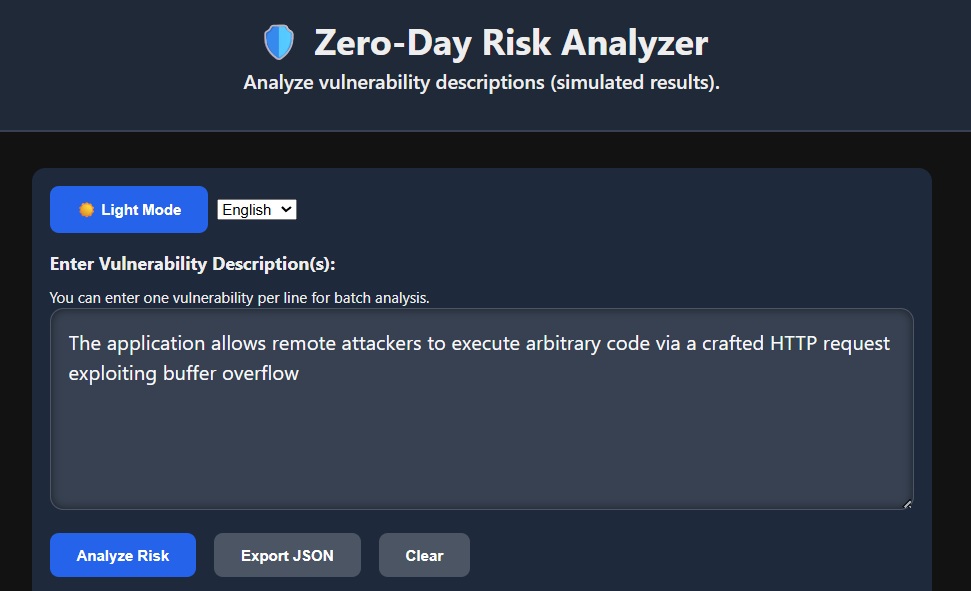 Zero-Day Risk Analyzer
Analyze vulnerability descriptions (simulated results).
Light Mode
English
Enter Vulnerability Description(s):
You can enter one vulnerability per line for batch analysis.
The application allows remote attackers to execute arbitrary code via a crafted HTTP request
exploiting buffer overflow
Analyze Risk
Export JSON
Clear